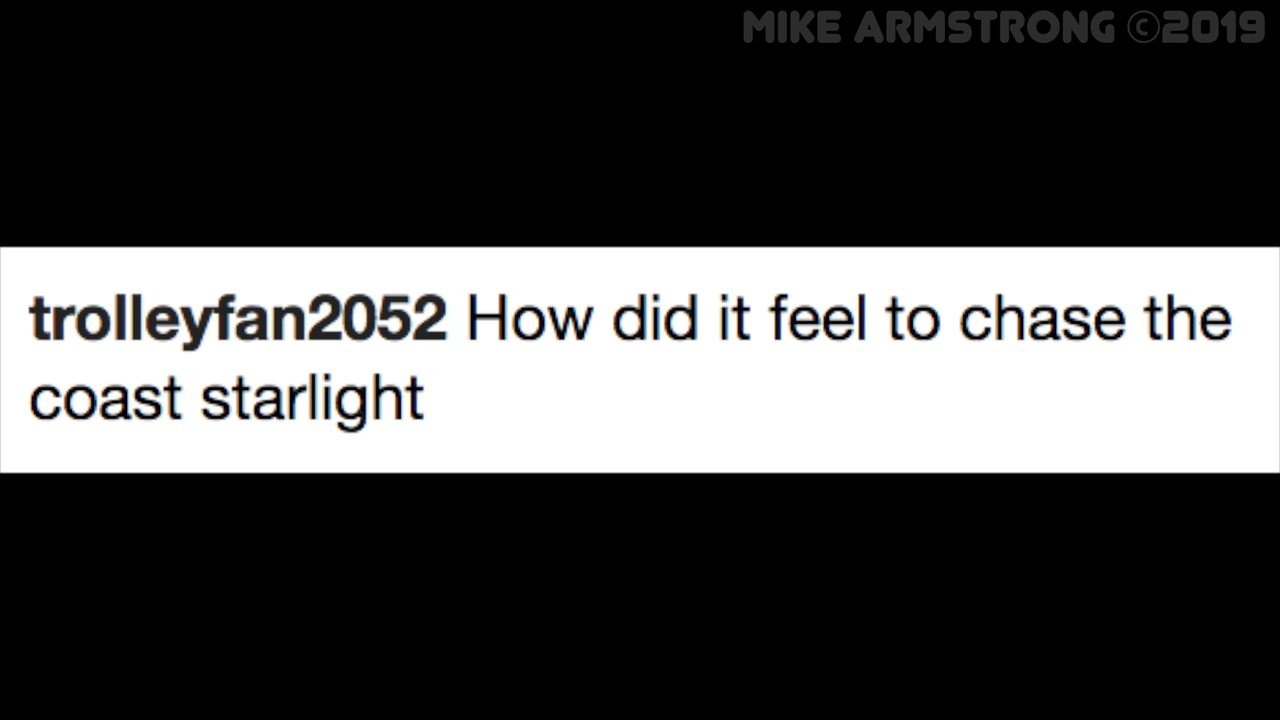 MIKE ARMSTRONG ©2019
trolleyfan2052 How did it feel to chase the
coast starlight